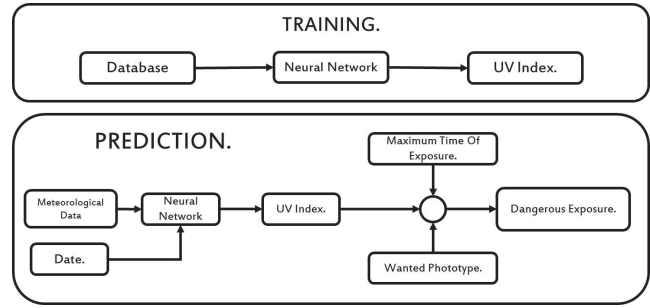 TRAINING.
Database
Neural Network
UV Index.
PREDICTION.
Maximum Time Of
Exposure.
Meteorological
Data
Neural
Network
UV Index.
Dangerous Exposure.
Date.
Wanted Phototype.